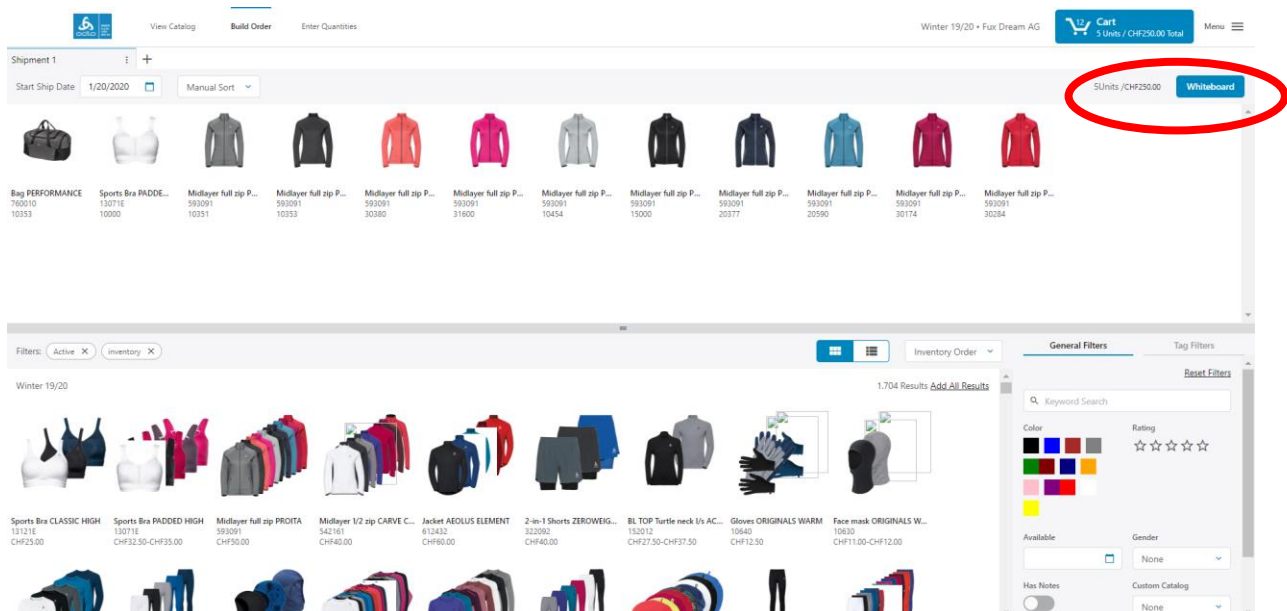 odlo
View Catalog
Build Order
Enter Quantities
Winter 19/20 • Fux Dream AG
12
Cart
5 Units / CHF250.00 Total
Menu
Shipment 1
Start Ship Date
1/20/2020
Manual Sort
5Units /CHF250.00
Whiteboard
Bag PERFORMANCE
760010
10353
Sports Bra PADDE...
13071E
10000
Midlayer full zip P...
593091
10351
Midlayer full zip P...
593091
10353
Midlayer full zip P...
593091
30380
Midlayer full zip P...
593091
31600
Midlayer full zip P...
593091
10454
Midlayer full zip P...
593091
15000
Midlayer full zip P...
593091
20377
Midlayer full zip P...
593091
20590
Midlayer full zip P...
593091
30174
Midlayer full zip P...
593091
30284
Filters:
Active X
inventory X
Inventory Order
Winter 19/20
1.704 Results Add All Results
Sports Bra CLASSIC HIGH
13121E
CHF25.00
Sports Bra PADDED HIGH
13071E
CHF32.50-CHF35.00
Midlayer full zip PROITA
593091
CHF50.00
Midlayer 1/2 zip CARVE C...
542161
CHF40.00
Jacket AEOLUS ELEMENT
612432
CHF60.00
2-in-1 Shorts ZEROWEIG...
322092
CHF40.00
BL TOP Turtle neck l/s AC...
152012
CHF27.50-CHF37.50
Gloves ORIGINALS WARM
10640
CHF12.50
Face mask ORIGINALS W...
10630
CHF11.00-CHF12.00
General Filters
Tag Filters
Reset Filters
Keyword Search
Color
Rating
Available
Gender
None
Has Notes
Custom Catalog
None